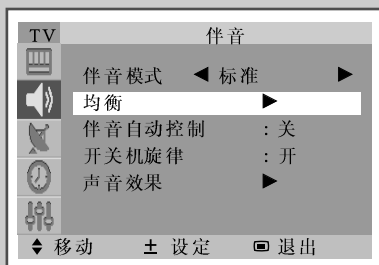 TV 伴音
伴音模式 ◀ 标准 ▶
均衡 ▶
伴音自动控制 : 关
开关机旋律 : 开
声音效果 ▶
◆ 移动 ± 设定 退出